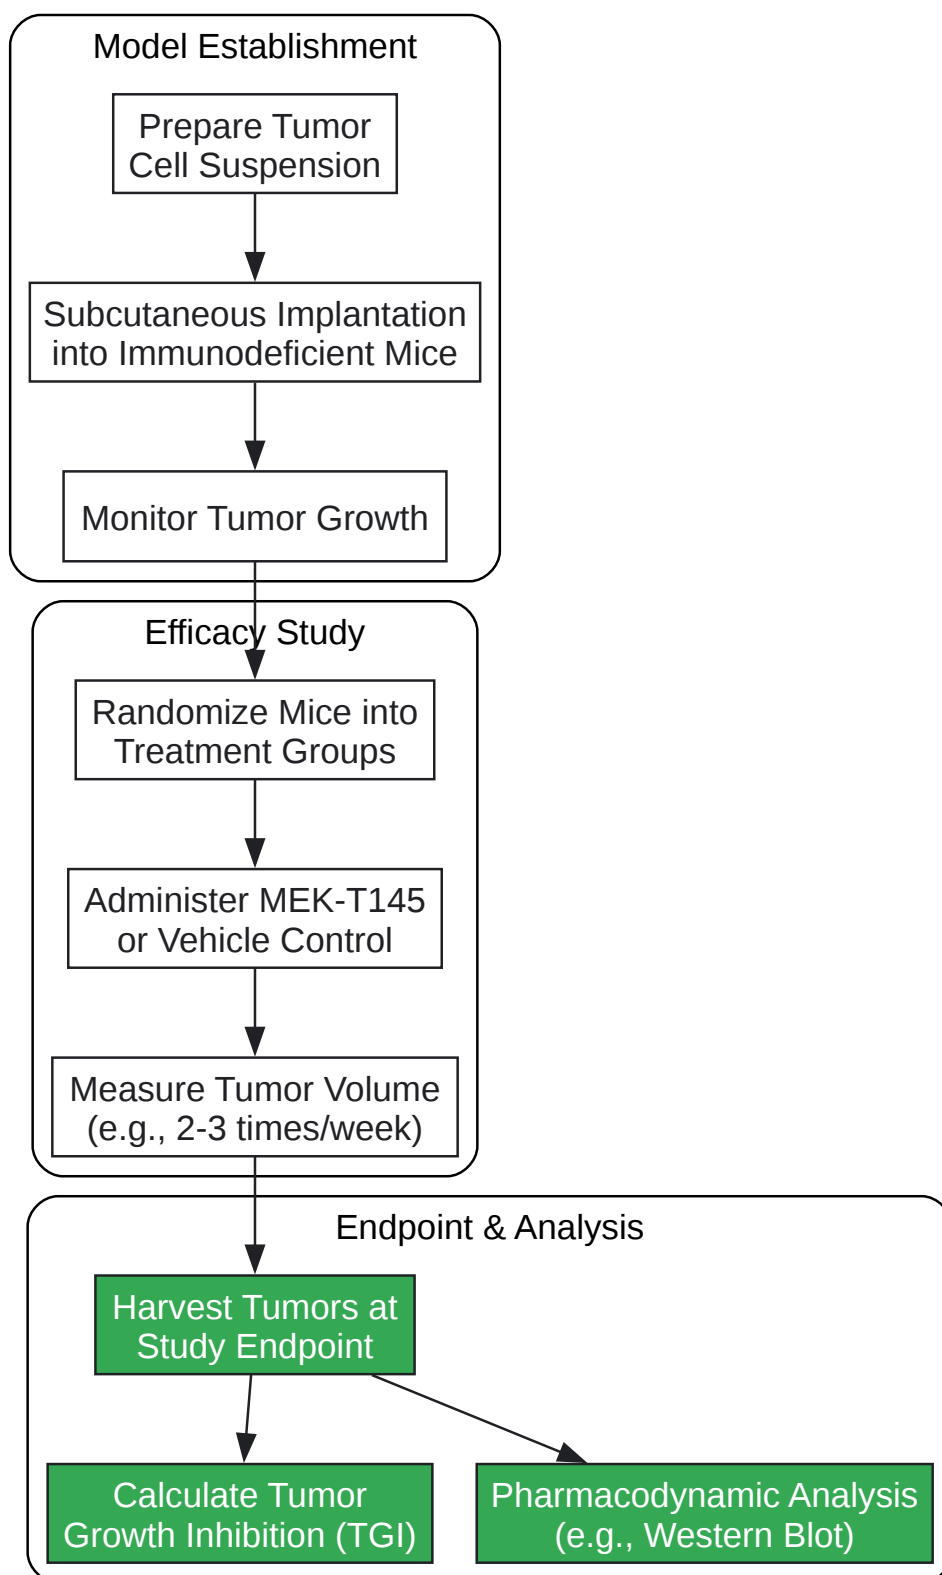 Model Establishment
Prepare Tumor
Cell Suspension
Subcutaneous Implantation
into Immunodeficient Mice
Monitor Tumor Growth
Efficacy Study
Randomize Mice into
Treatment Groups
Administer MEK-T145
or Vehicle Control
Measure Tumor Volume
(e.g., 2-3 times/week)
Endpoint & Analysis
Harvest Tumors at
Study Endpoint
Calculate Tumor
Growth Inhibition (TGI)
Pharmacodynamic Analysis
(e.g., Western Blot)